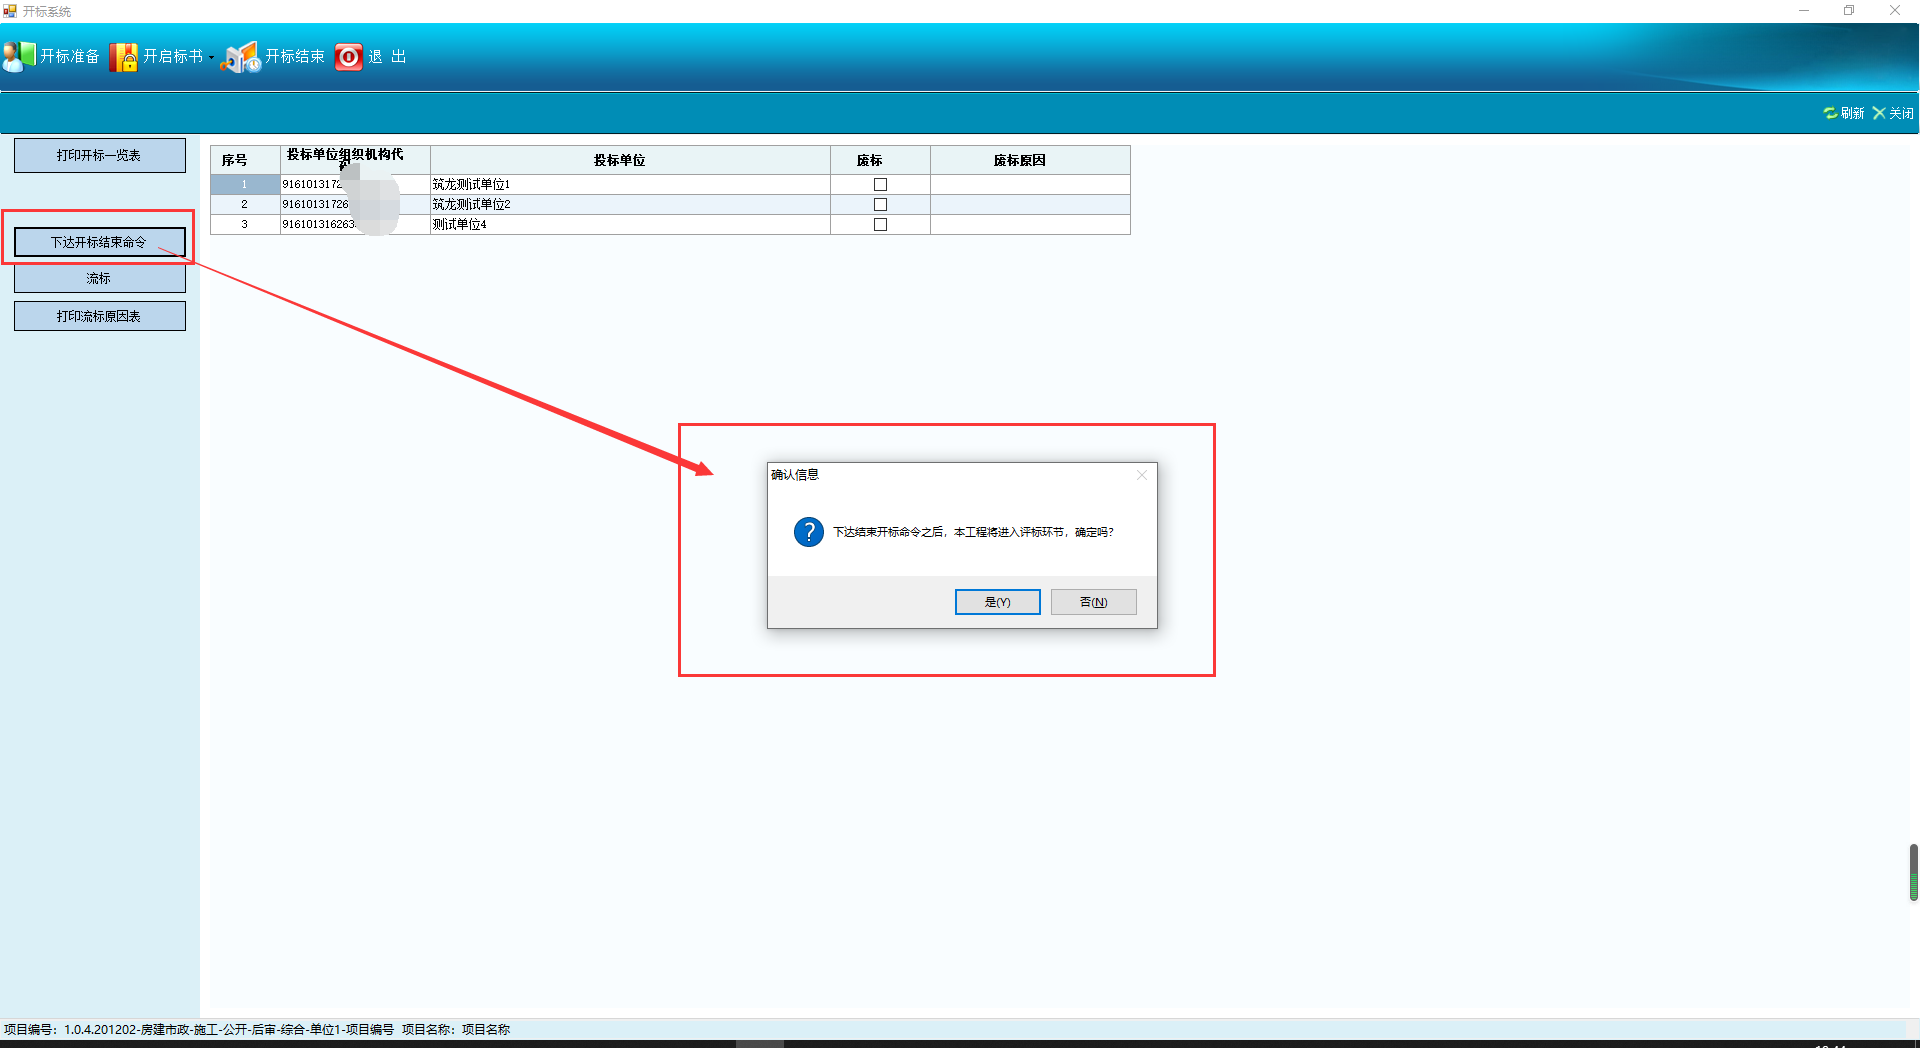 开标系统
开标准备 开启标书 开标结束 退 出
刷新 关闭
打印开标一览表
下达开标结束命令
流标
打印流标原因表
序号 投标单位组织机构代 投标单位 废标 废标原因
1 916101317 筑龙测试单位1
2 9161013172 筑龙测试单位2
3 91610131626 测试单位4
确认信息
下达结束开标命令之后，本工程将进入评标环节，确定吗？
是(Y) 否(N)
项目编号：1.0.4.201202-房建市政-施工-公开-后审-综合-单位1-项目编号 项目名称：项目名称